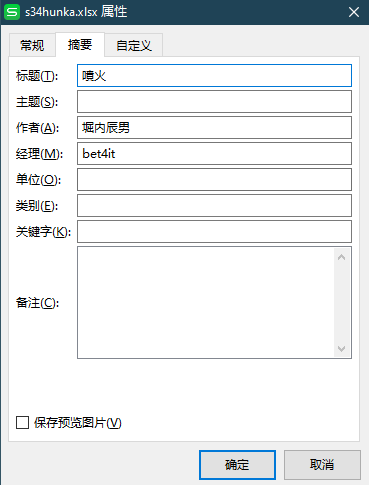 s34hunka.xlsx 属性
常规 摘要 自定义
标题(T): 噴火
主题(S):
作者(A): 堀内辰男
经理(M): bet4it
单位(O):
类别(E):
关键字(K):
备注(C):
保存预览图片(V)
确定 取消